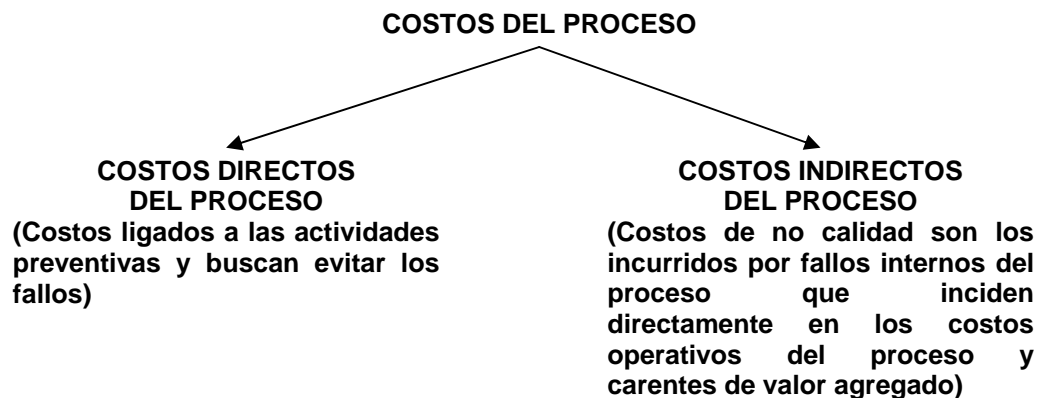 COSTOS DEL PROCESO
COSTOS DIRECTOS
DEL PROCESO
(Costos ligados a las actividades
preventivas y buscan evitar los
fallos)
COSTOS INDIRECTOS
DEL PROCESO
(Costos de no calidad son los
incurridos por fallos internos del
proceso que inciden
directamente en los costos
operativos del proceso y
carentes de valor agregado)